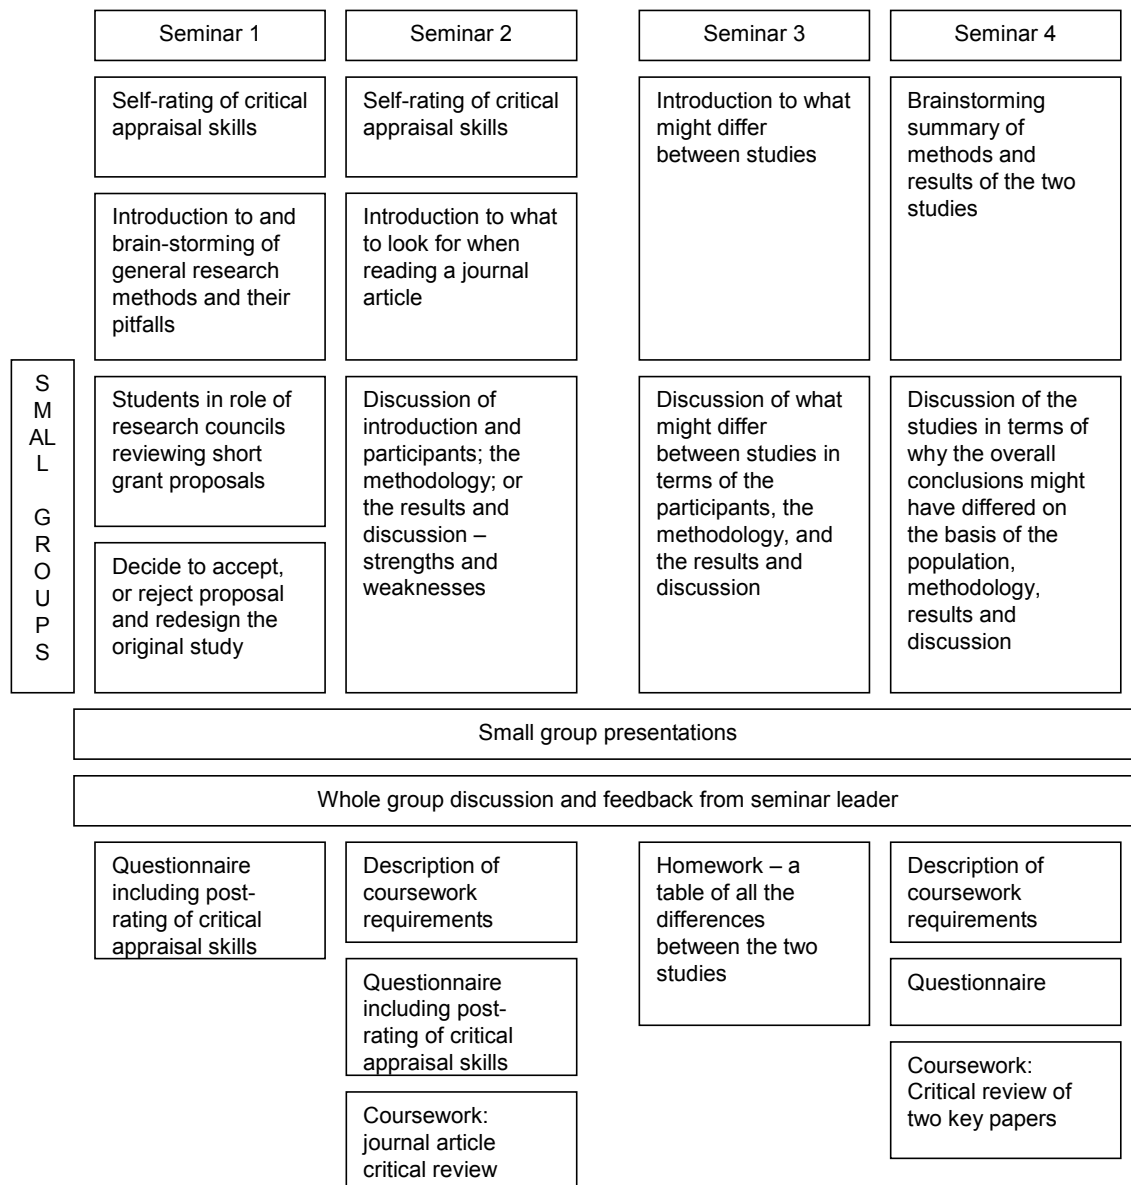 Seminar 1
Seminar 2
Seminar 3
Seminar 4
Self-rating of critical
appraisal skills
Self-rating of critical
appraisal skills
Introduction to what
might differ
between studies
Brainstorming
summary of
methods and
results of the two
studies
Introduction to and
brain-storming of
general research
methods and their
pitfalls
Introduction to what
to look for when
reading a journal
article
S
M
AL
L
G
R
O
U
P
S
Students in role of
research councils
reviewing short
grant proposals
Decide to accept,
or reject proposal
and redesign the
original study
Discussion of
introduction and
participants; the
methodology; or
the results and
discussion –
strengths and
weaknesses
Discussion of what
might differ
between studies in
terms of the
participants, the
methodology, and
the results and
discussion
Discussion of the
studies in terms of
why the overall
conclusions might
have differed on
the basis of the
population,
methodology,
results and
discussion
Small group presentations
Whole group discussion and feedback from seminar leader
Questionnaire
including post-
rating of critical
appraisal skills
Description of
coursework
requirements
Questionnaire
including post-
rating of critical
appraisal skills
Coursework:
journal article
critical review
Homework – a
table of all the
differences
between the two
studies
Description of
coursework
requirements
Questionnaire
Coursework:
Critical review of
two key papers